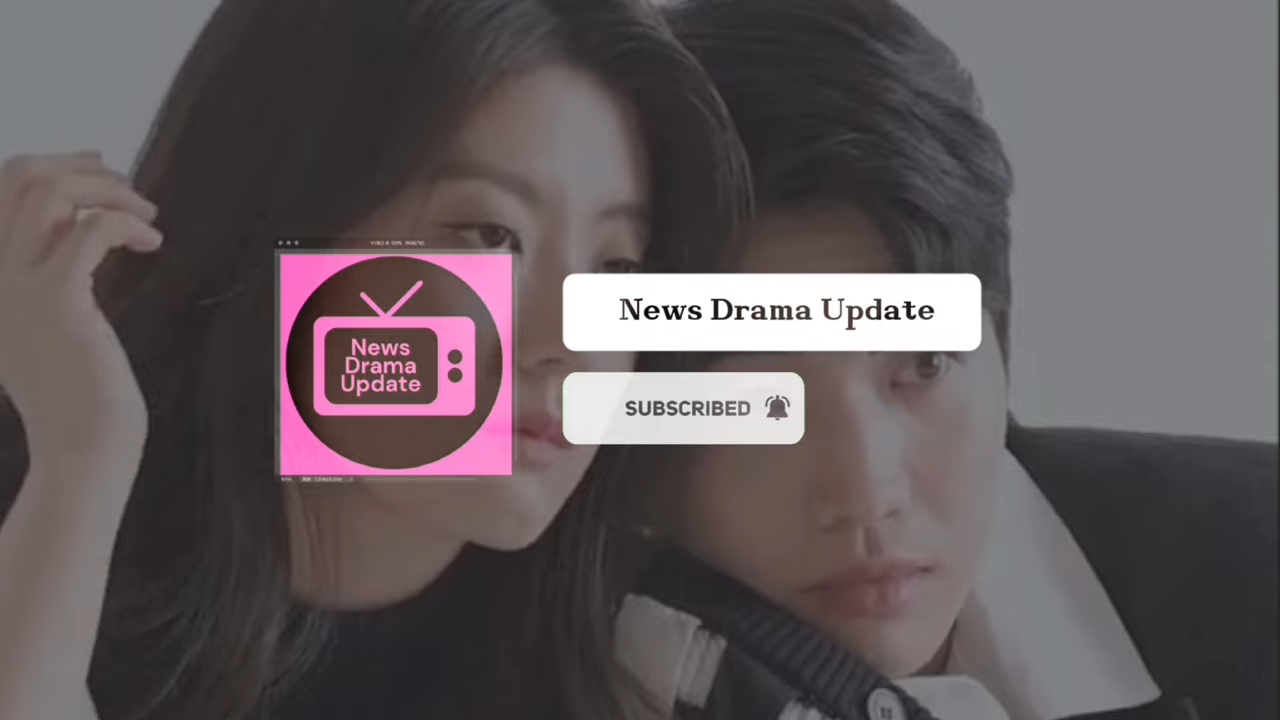 News
Drama
Update
News Drama Update
SUBSCRIBED